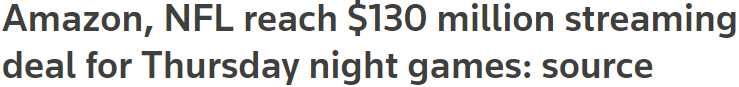 Amazon, NFL reach $130 million streaming
deal for Thursday night games: source